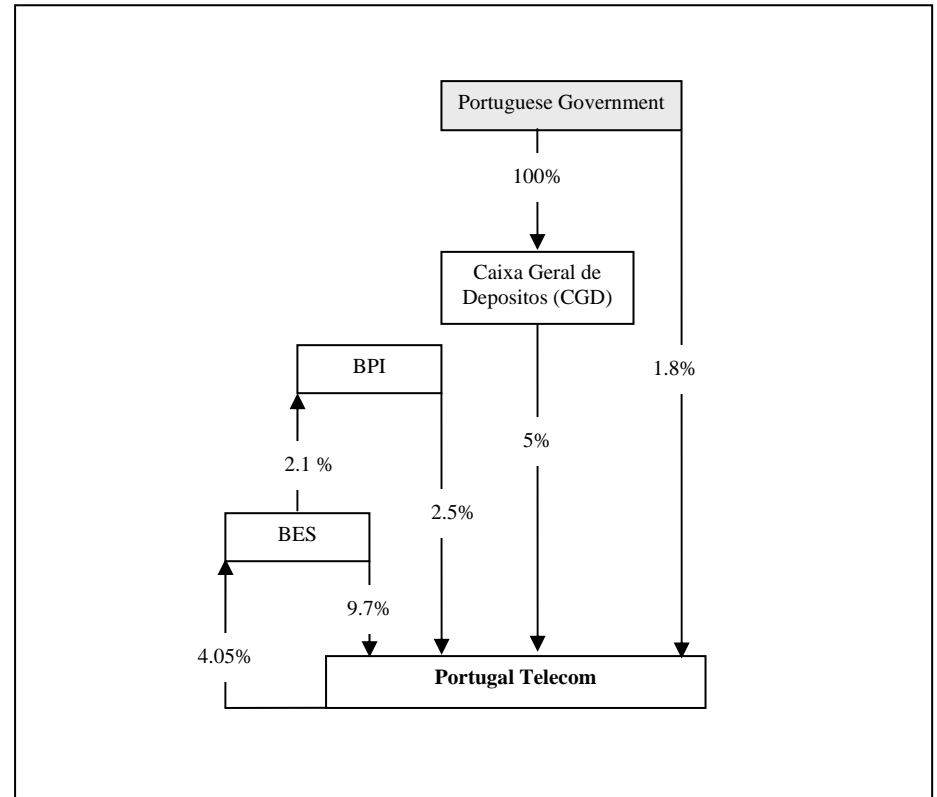 Portuguese Government
100%
Caixa Geral de
Depositos (CGD)
BPI
1.8%
5%
2.1 %
2.5%
BES
9.7%
4.05%
Portugal Telecom